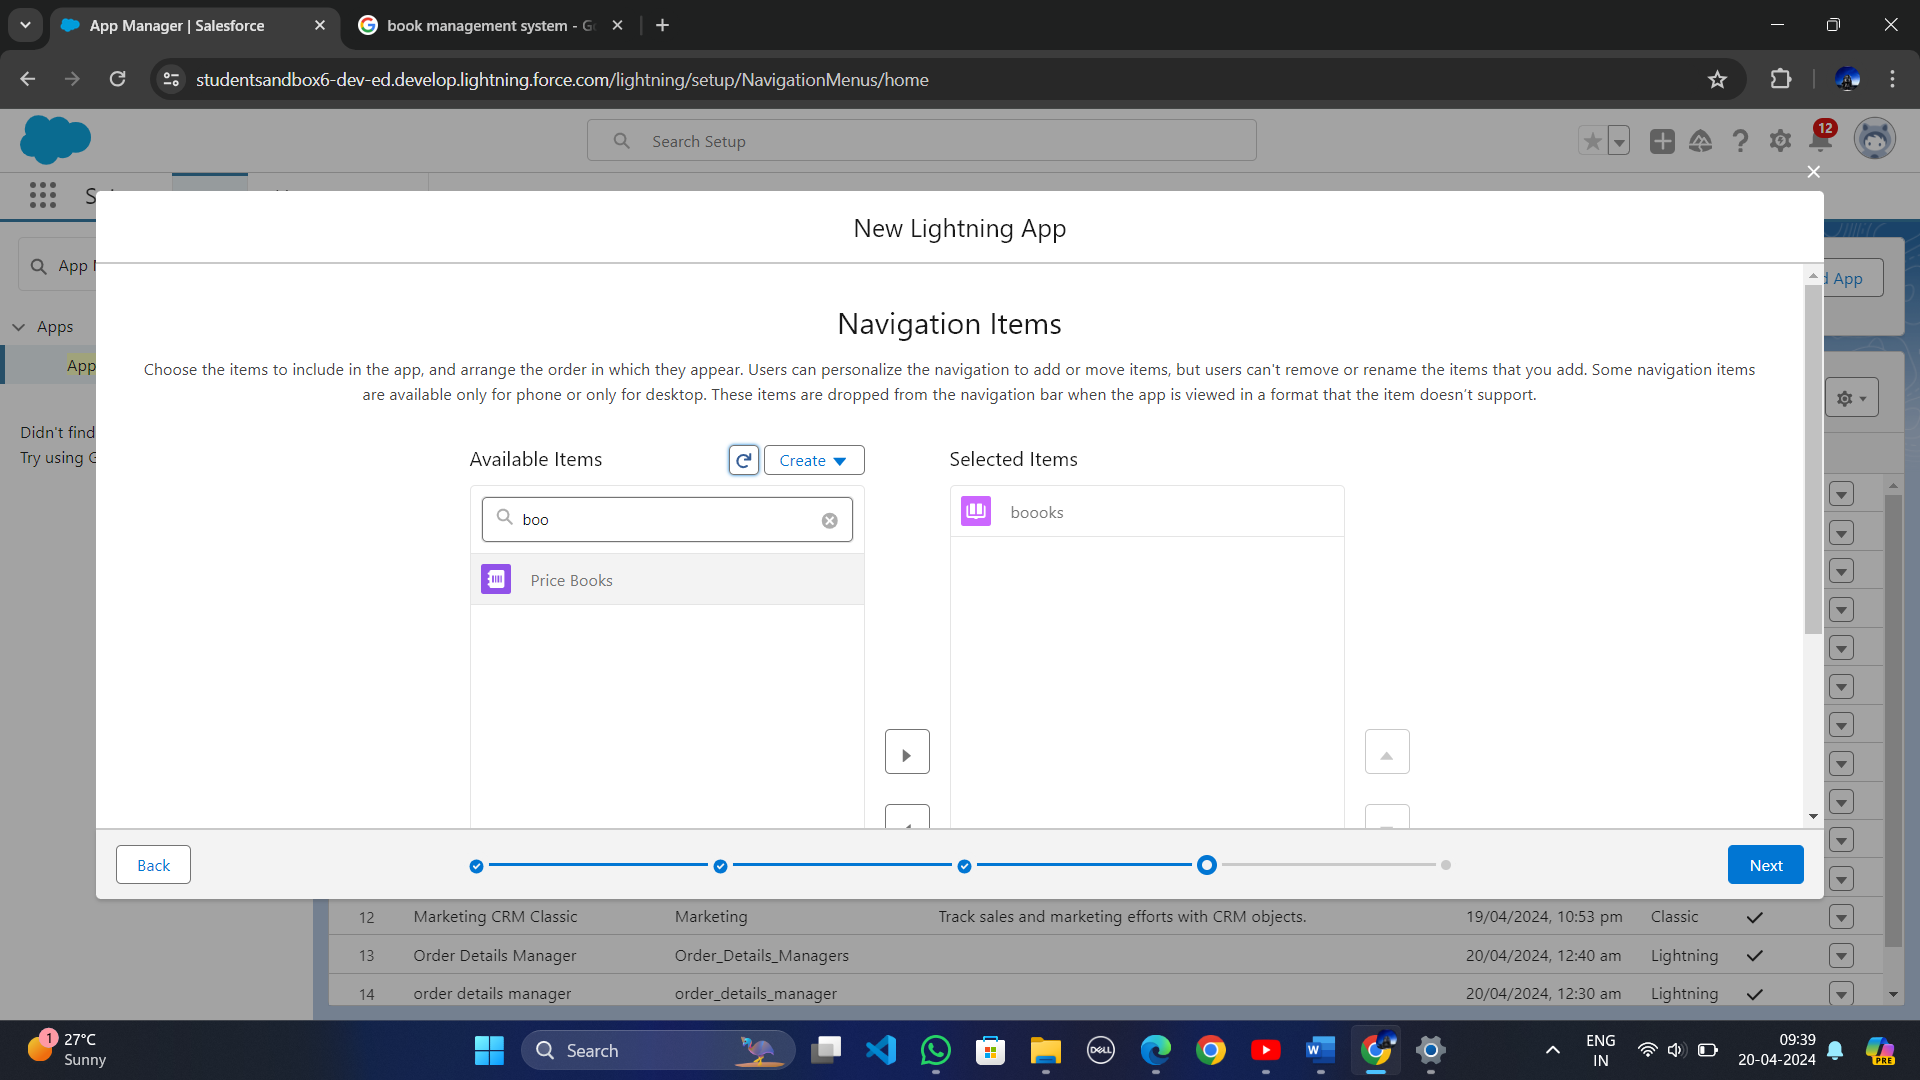 App Manager | Salesforce
book management system - Go
studentsandbox6-dev-ed.develop.lightning.force.com/lightning/setup/NavigationMenus/home
Search Setup
12
App
d App
New Lightning App
Apps
App
Didn't find
Try using
Navigation Items
Choose the items to include in the app, and arrange the order in which they appear. Users can personalize the navigation to add or move items, but users can't remove or rename the items that you add. Some navigation items
are available only for phone or only for desktop. These items are dropped from the navigation bar when the app is viewed in a format that the item doesn't support.
Available Items
Create
Selected Items
boo
boooks
Price Books
Back
Next
12 Marketing CRM Classic Marketing Track sales and marketing efforts with CRM objects. 19/04/2024, 10:53 pm Classic
13 Order Details Manager Order_Details_Managers 20/04/2024, 12:40 am Lightning
14 order details manager order_details_manager 20/04/2024, 12:30 am Lightning
1
27°C
Sunny
Search
DELL
W
ENG
IN
09:39
20-04-2024
PRE